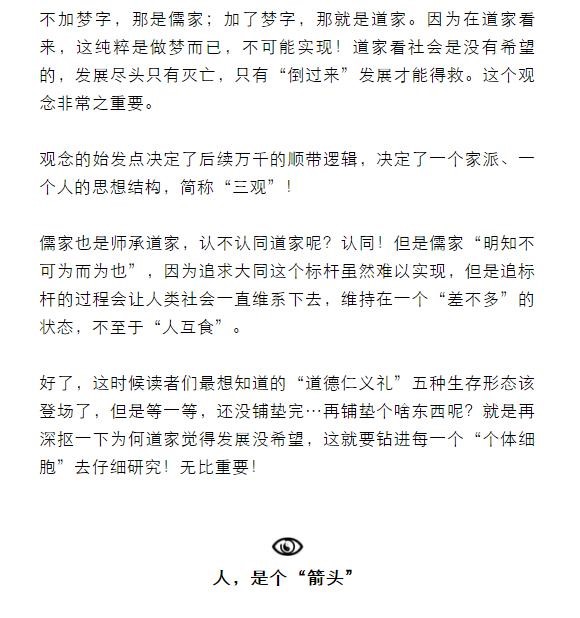 不加梦字，那是儒家；加了梦字，那就是道家。因为在道家看
来，这纯粹是做梦而已，不可能实现！道家看社会是没有希望
的，发展尽头只有灭亡，只有“倒过来”发展才能得救。这个观
念非常之重要。
观念的始发点决定了后续万千的顺带逻辑，决定了一个家派、一
个人的思想结构，简称“三观”！
儒家也是师承道家，认不认同道家呢？认同！但是儒家“明知不
可为而为也”，因为追求大同这个标杆虽然难以实现，但是追标
杆的过程会让人类社会一直维系下去，维持在一个“差不多”的
状态，不至于“人互食”。
好了，这时候读者们最想知道的“道德仁义礼”五种生存形态该
登场了，但是等一等，还没铺垫完…再铺垫个啥东西呢？就是再
深抠一下为何道家觉得发展没希望，这就要钻进每一个“个体细
胞”去仔细研究！无比重要！
人，是个“箭头”